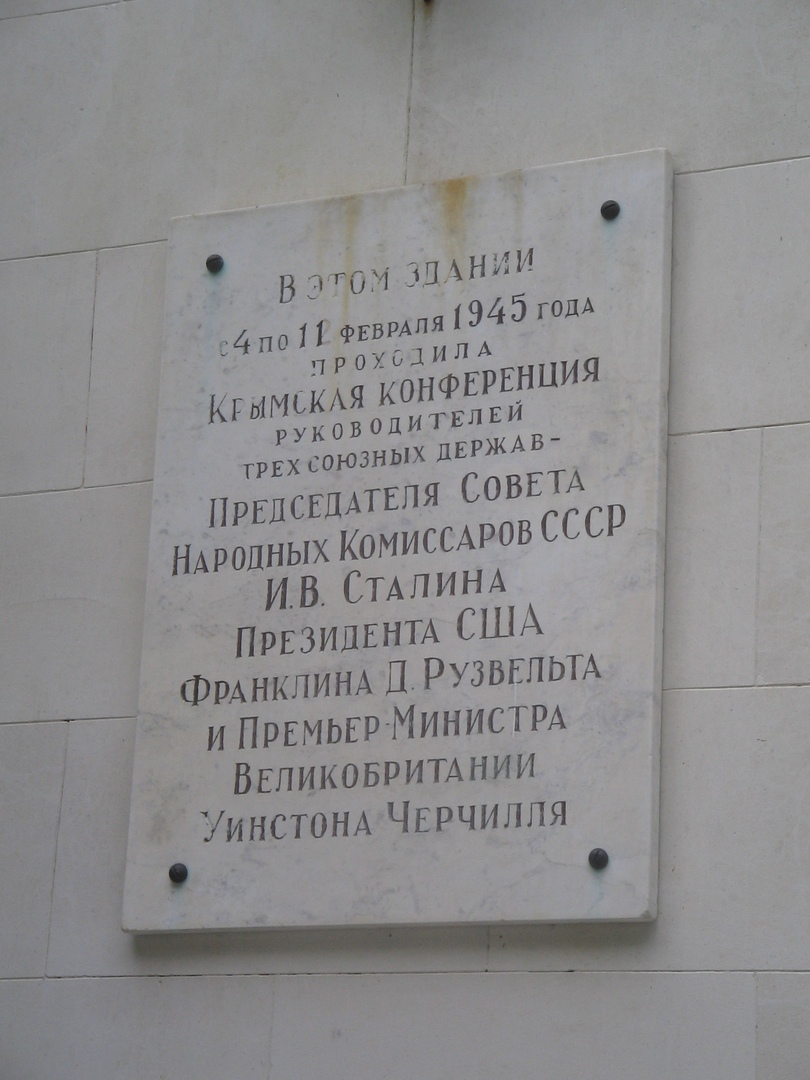 В этом здании
с 4 по 11 февраля 1945 года
проходила
Крымская конференция
руководителей
трех союзных держав-
Председателя Совета
Народных Комиссаров СССР
И.В. Сталина
Президента США
Франклина Д. Рузвельта
и Премьер-Министра
Великобритании
Уинстона Черчилля